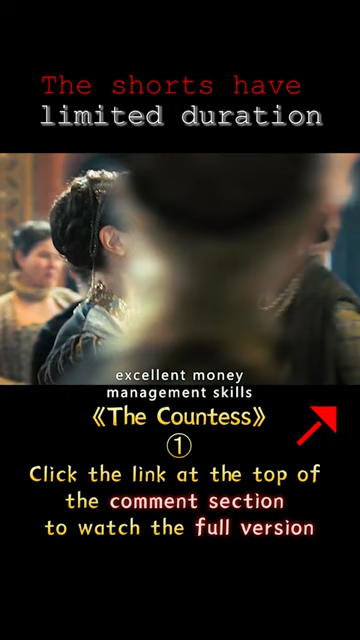 The shorts have
limited duration
excellent money
management skills
《The Countess》
①
Click the link at the top of
the comment section
to watch the full version